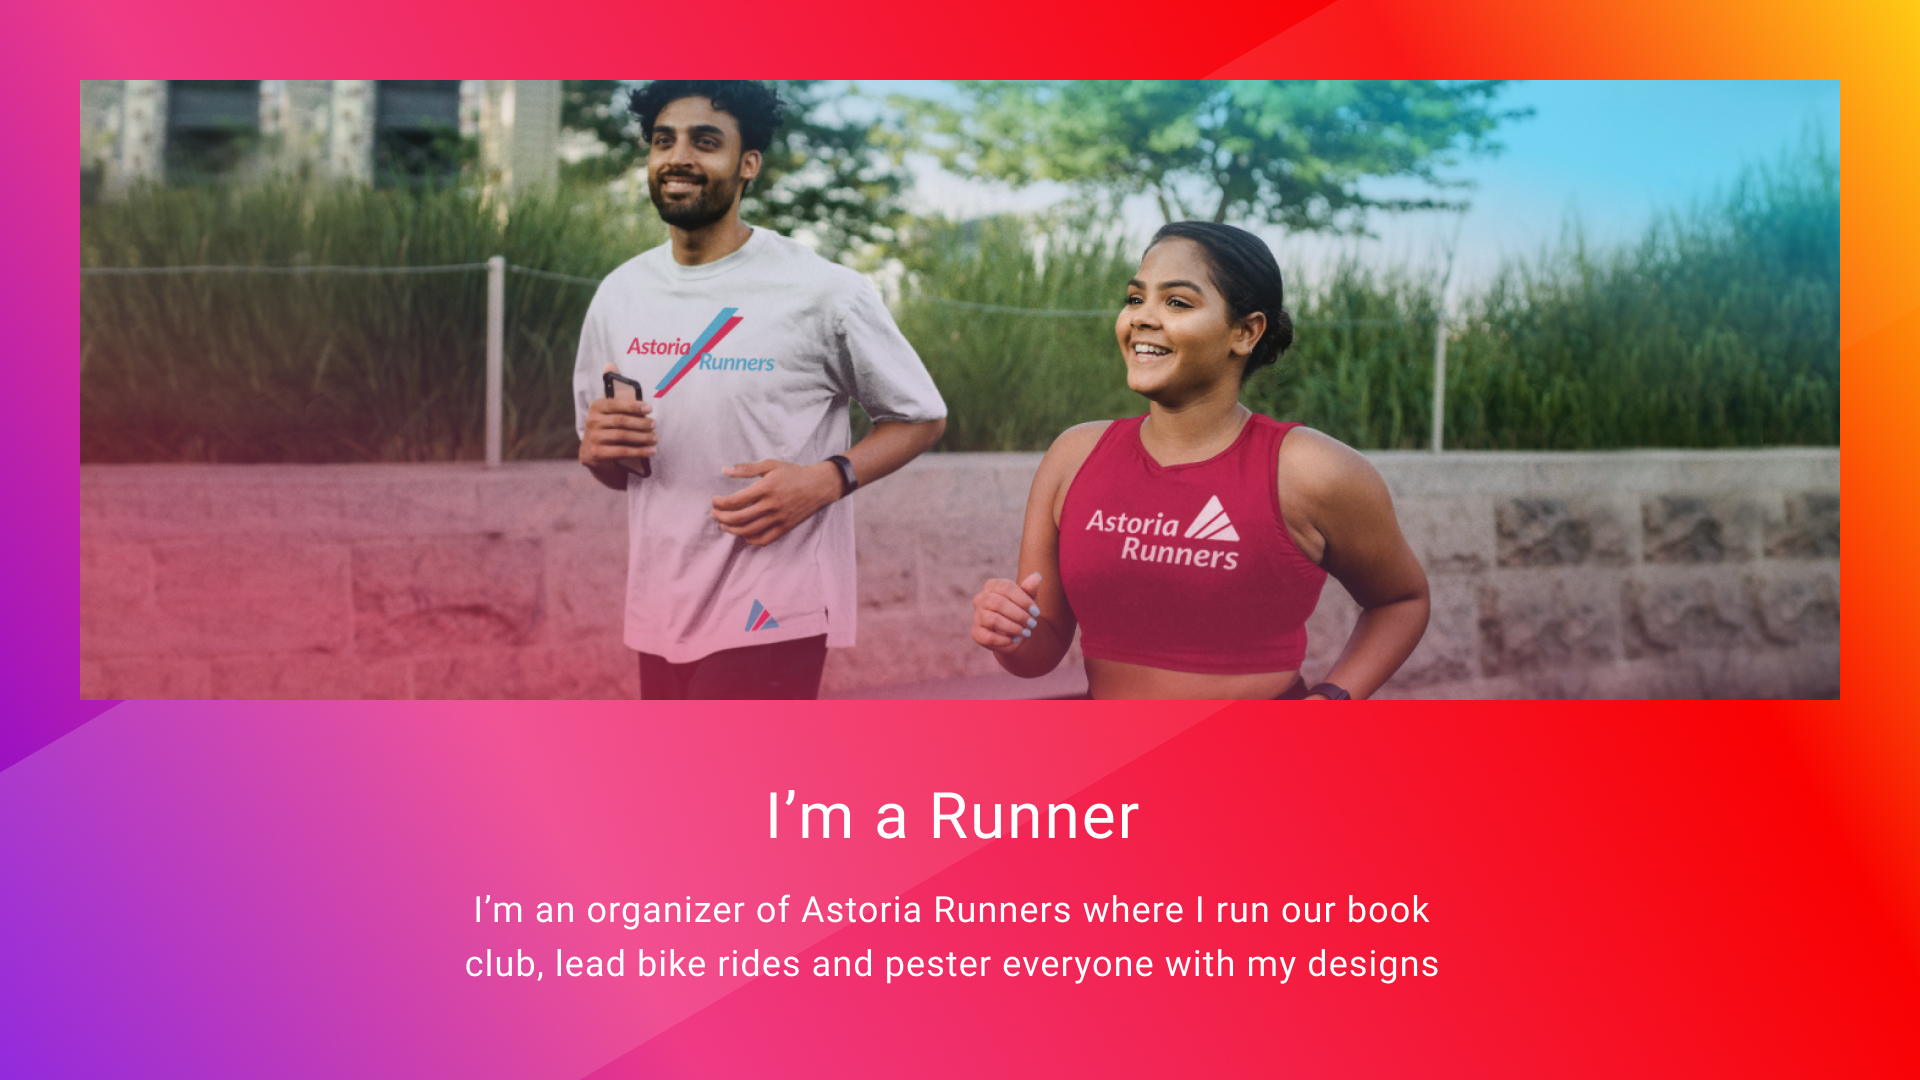 Astoria
Runners
Astoria
Runners
I’m a Runner
I’m an organizer of Astoria Runners where I run our book
club, lead bike rides and pester everyone with my designs